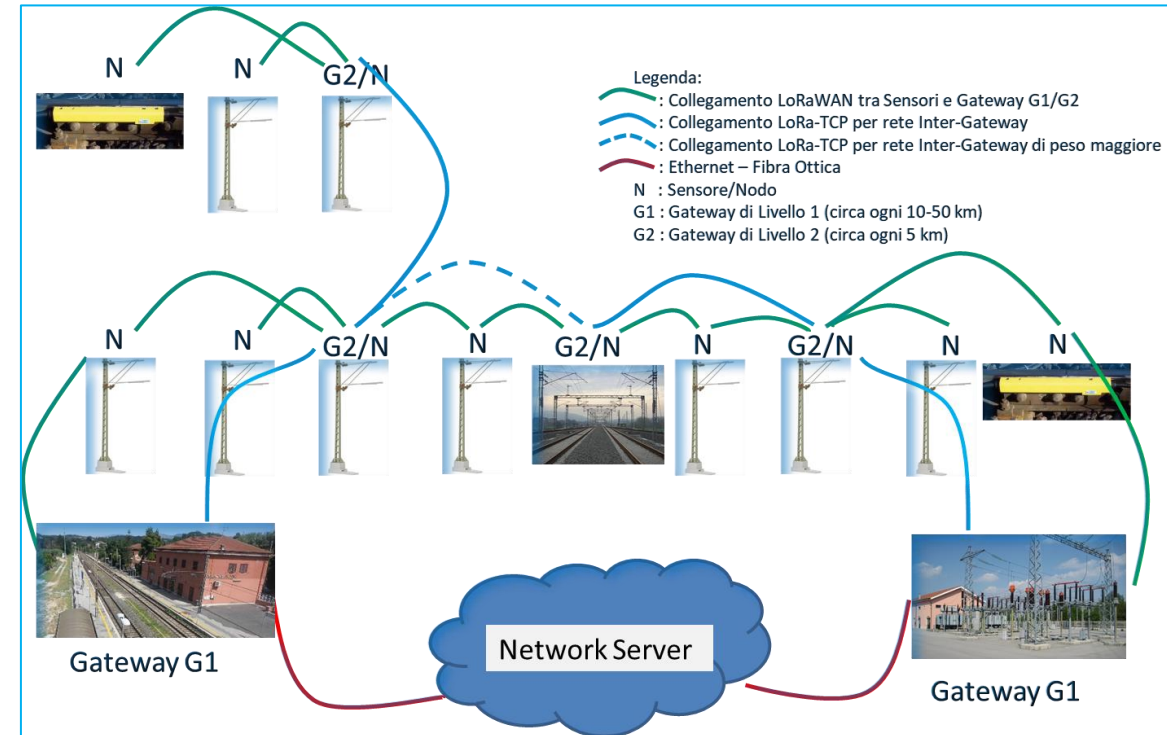 N N G2/N
Legenda:
: Collegamento LoRaWAN tra Sensori e Gateway G1/G2
: Collegamento LoRa-TCP per rete Inter-Gateway
: Collegamento LoRa-TCP per rete Inter-Gateway di peso maggiore
: Ethernet – Fibra Ottica
N : Sensore/Nodo
G1 : Gateway di Livello 1 (circa ogni 10-50 km)
G2 : Gateway di Livello 2 (circa ogni 5 km)
N N G2/N N G2/N N G2/N N N
Network Server
Gateway G1
Gateway G1